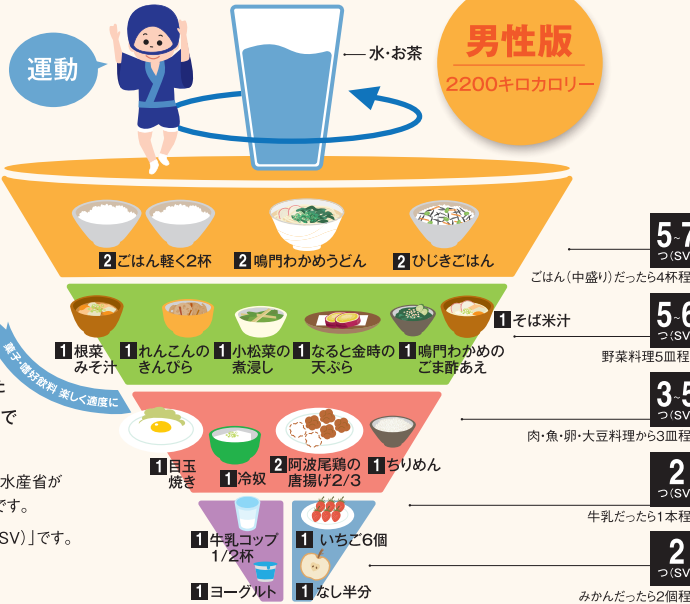 運動
水・お茶
男性版
2200キロカロリー
2 ごはん軽く2杯
2 鳴門わかめうどん
2 ひじきごはん
5~7
つ(SV
ごはん(中盛り)だったら4杯程
1 根菜
みそ汁
1 れんこんの
きんぴら
1 小松菜の
煮浸し
1 なると金時の
天ぷら
1 鳴門わかめの
ごま酢あえ
1 そば米汁
5~6
つ(SV
野菜料理5皿程
菓子・嗜好飲料 楽しく適度に
た
で
水産省が
です。
SV)」です。
1 目玉
焼き
1 冷奴
2 阿波尾鶏の
唐揚げ2/3
1 ちりめん
3~5
つ(SV
肉・魚・卵・大豆料理から3皿程
1 牛乳コップ
1/2杯
1 ヨーグルト
2
つ(SV
牛乳だったら1本程
1 いちご6個
1 なし半分
2
つ(SV
みかんだったら2個程